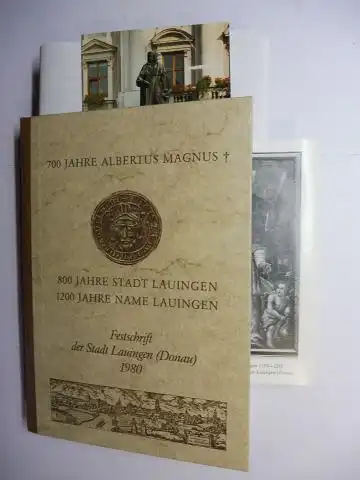 700 JAHRE ALBERTUS MAGNUS †
800 JAHRE STADT LAUINGEN
1200 JAHRE NAME LAUINGEN
Festschrift
der Stadt Lauingen (Donau)
1980